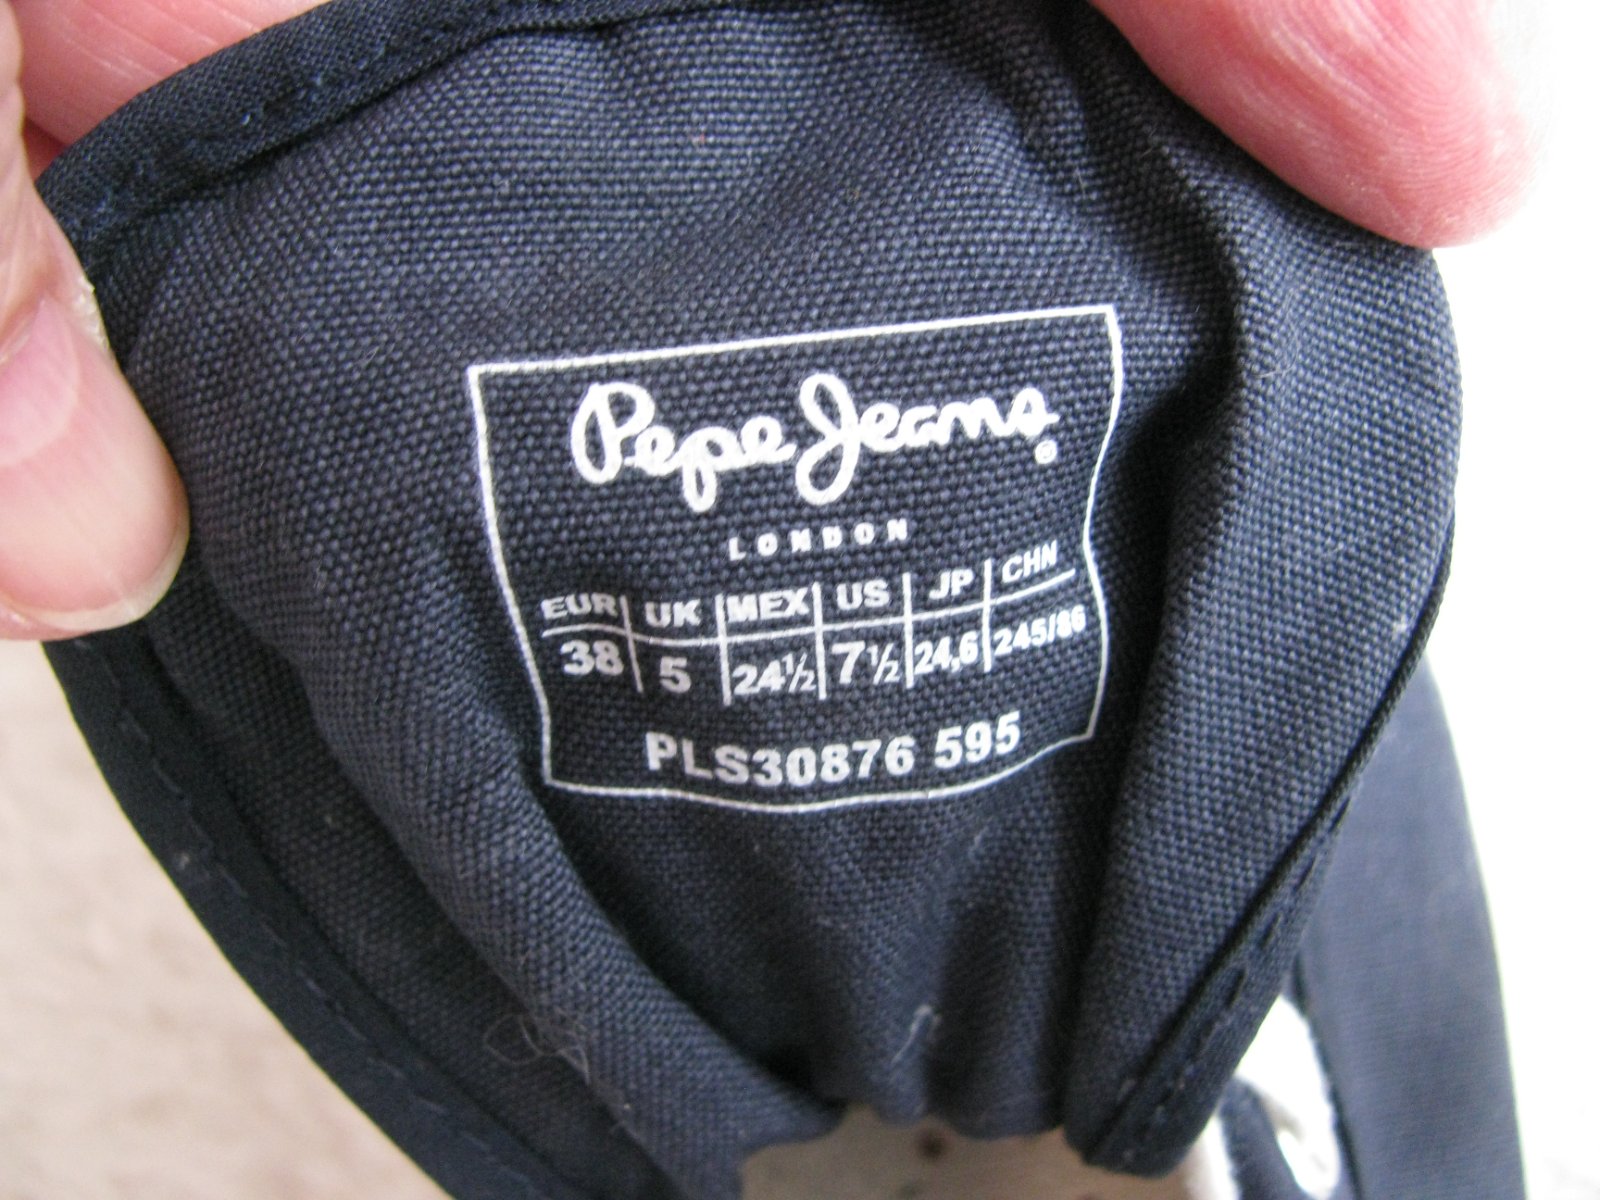 Pepe Jeans®
LONDON
EUR UK MEX US JP CHN
38 5 24½ 7½ 24,6 245/86
PLS30876 595